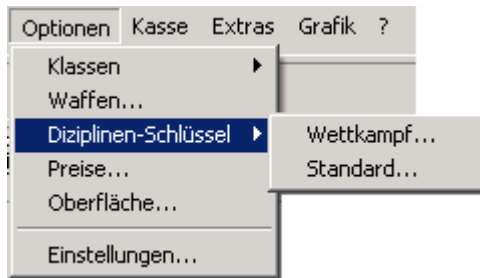 Optionen Kasse Extras Grafik ?
Klassen
Waffen...
Diziplinen-Schlüssel
Wettkampf...
Preise...
Standard...
Oberfläche...
Einstellungen...